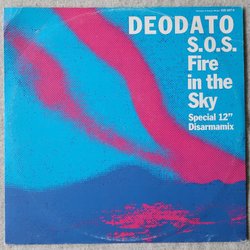 DEODATO
S.O.S.
Fire
in the
Sky
Special 12"
Disarmamix